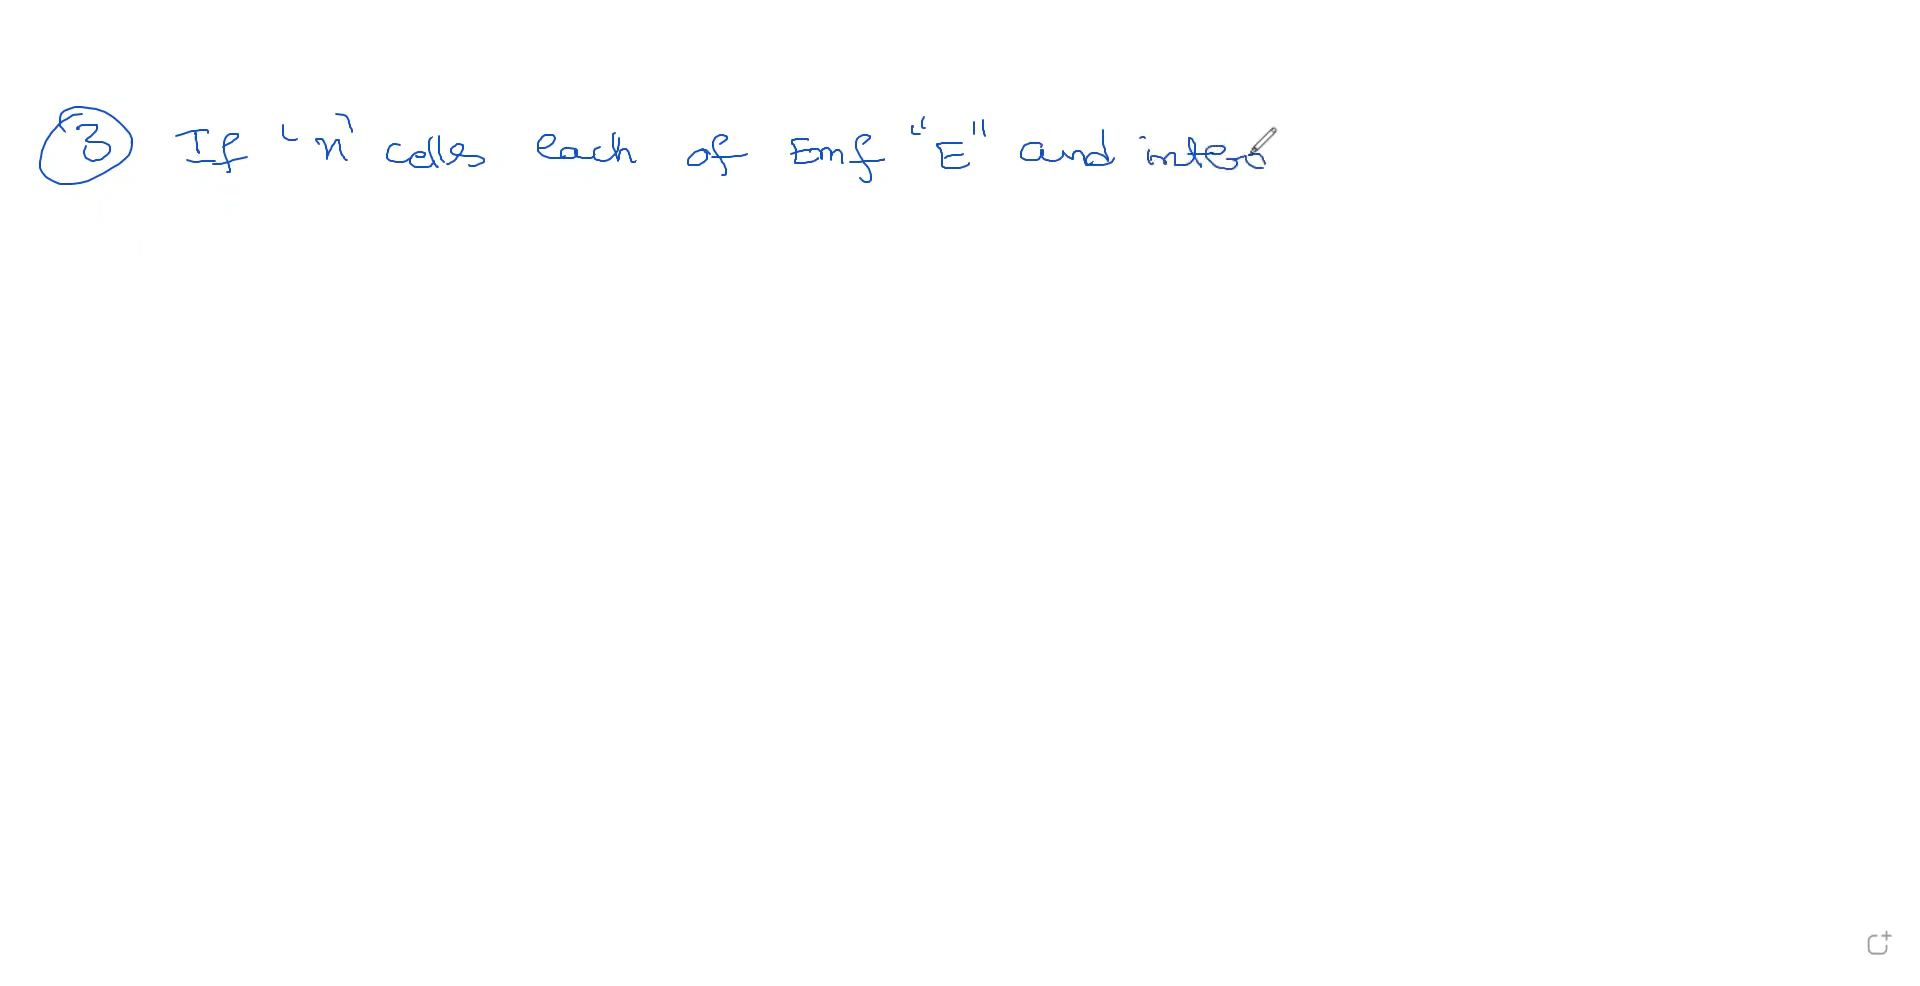 ③ If 'n' cells each of Emf "E" and inter